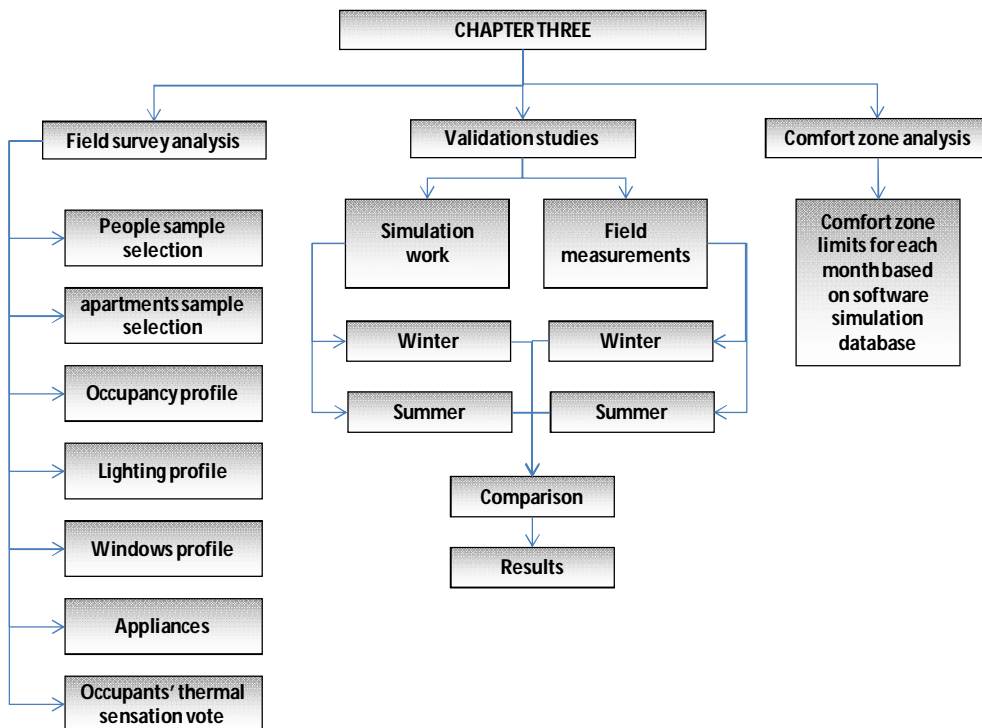 CHAPTER THREE
Field survey analysis
People sample
selection
apartments sample
selection
Occupancy profile
Lighting profile
Windows profile
Appliances
Occupants' thermal
sensation vote
Validation studies
Simulation
work
Field
measurements
Winter
Winter
Summer
Summer
Comparison
Results
Comfort zone analysis
Comfort zone
limits for each
month based
on software
simulation
database